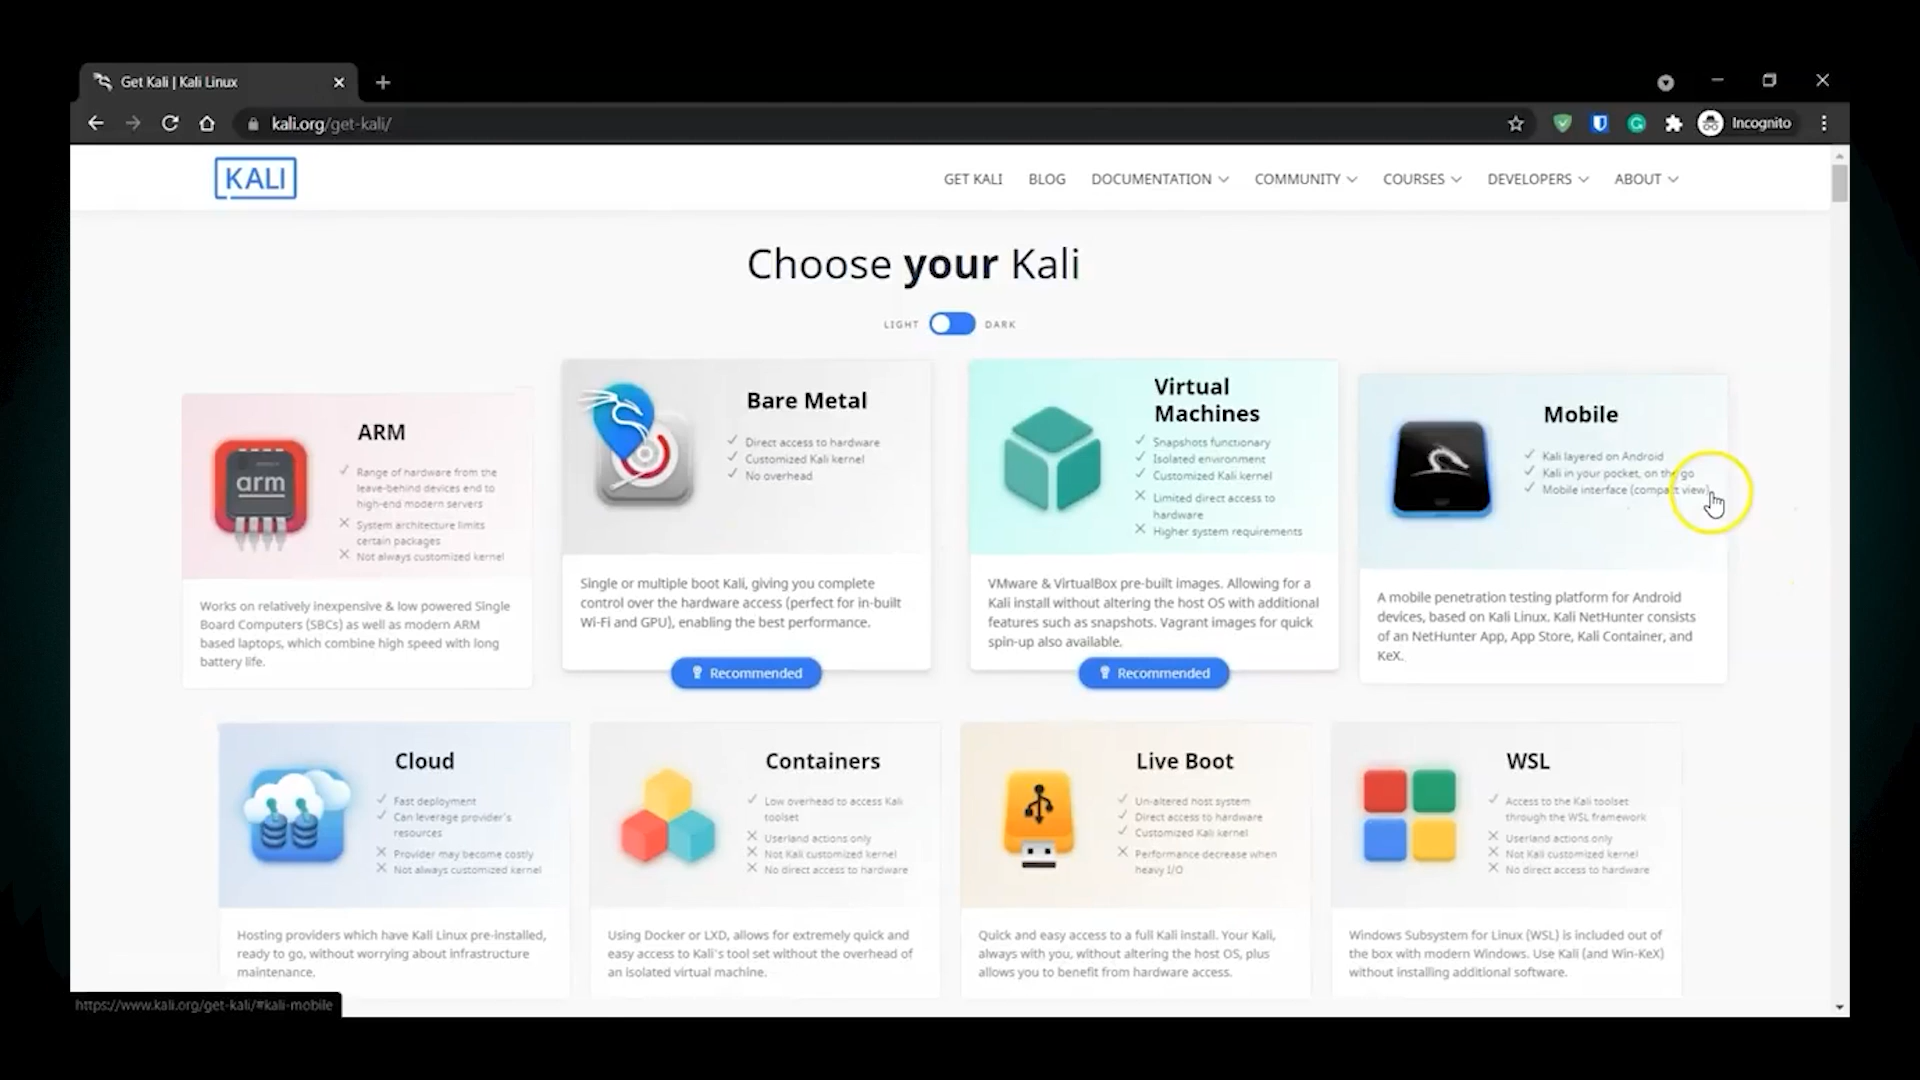 Get Kali | Kali Linux
kali.org/get-kali/
Incognito
KALI
GET KALI
BLOG
DOCUMENTATION
COMMUNITY
COURSES
DEVELOPERS
ABOUT
Choose your Kali
LIGHT
DARK
ARM
arm
Range of hardware from the
leave-behind devices end to
high-end modern servers
System architecture limits
certain packages
Not always customized kernel
Works on relatively inexpensive & low powered Single
Board Computers (SBCs) as well as modern ARM
based laptops, which combine high speed with long
battery life.
Bare Metal
Direct access to hardware
Customized Kali kernel
No overhead
Single or multiple boot Kali, giving you complete
control over the hardware access (perfect for in-built
Wi-Fi and GPU), enabling the best performance.
Recommended
Virtual
Machines
Snapshots functionary
Isolated environment
Customized Kali kernel
Limited direct access to
hardware
Higher system requirements
VMware & VirtualBox pre-built images. Allowing for a
Kali install without altering the host OS with additional
features such as snapshots. Vagrant images for quick
spin-up also available.
Recommended
Mobile
Kali layered on Android
Kali in your pocket, on the go
Mobile interface (compact view)
A mobile penetration testing platform for Android
devices, based on Kali Linux. Kali NetHunter consists
of an NetHunter App, App Store, Kali Container, and
KeX.
Cloud
Fast deployment
Can leverage provider's
resources
Provider may become costly
Not always customized kernel
Hosting providers which have Kali Linux pre-installed,
ready to go, without worrying about infrastructure
maintenance.
Containers
Low overhead to access Kali
toolset
Userland actions only
Not Kali customized kernel
No direct access to hardware
Using Docker or LXD, allows for extremely quick and
easy access to Kali's tool set without the overhead of
an isolated virtual machine.
Live Boot
Un-altered host system
Direct access to hardware
Customized Kali kernel
Performance decrease when
heavy I/O
Quick and easy access to a full Kali install. Your Kali,
always with you, without altering the host OS, plus
allows you to benefit from hardware access.
WSL
Access to the Kali toolset
through the WSL framework
Userland actions only
Not Kali customized kernel
No direct access to hardware
Windows Subsystem for Linux (WSL) is included out of
the box with modern Windows. Use Kali (and Win-KeX)
without installing additional software.
https://www.kali.org/get-kali/#kali-mobile